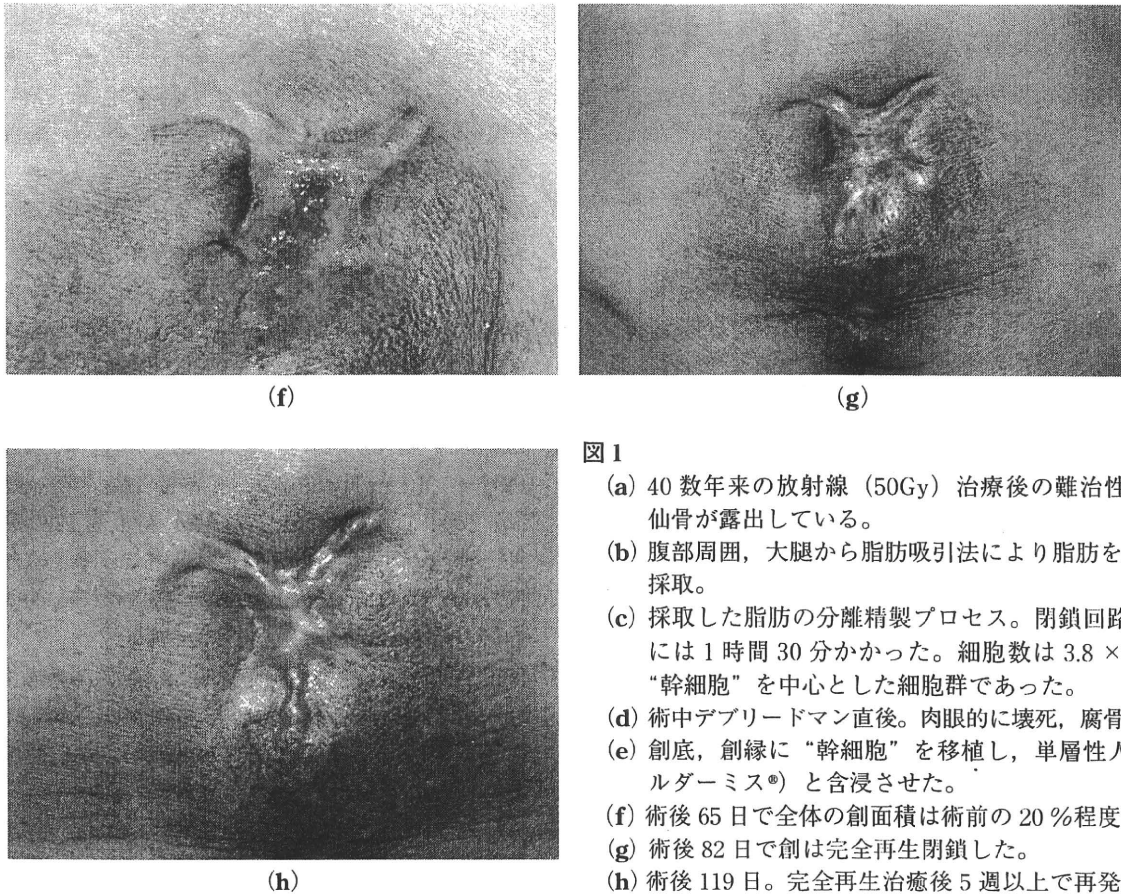 (f)
(g)
(h)
図1
(a) 40 数年来の放射線（50Gy）治療後の難治性
仙骨が露出している。
(b) 腹部周囲，大腿から脂肪吸引法により脂肪を
採取。
(c) 採取した脂肪の分離精製プロセス。閉鎖回路
には 1 時間 30 分かかった。細胞数は 3.8 ×
“幹細胞”を中心とした細胞群であった。
(d) 術中デブリードマン直後。肉眼的に壊死，腐骨
(e) 創底，創縁に“幹細胞”を移植し，単層性人
ルダーミス®）と含浸させた。
(f) 術後 65 日で全体の創面積は術前の 20 %程度
(g) 術後 82 日で創は完全再生閉鎖した。
(h) 術後 119 日。完全再生治癒後 5 週以上で再発